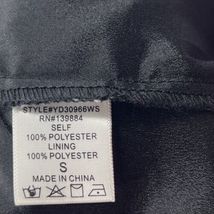 STYLE#YD30966WS
RN#139884
SELF
100% POLYESTER
LINING
100% POLYESTER
S
MADE IN CHINA